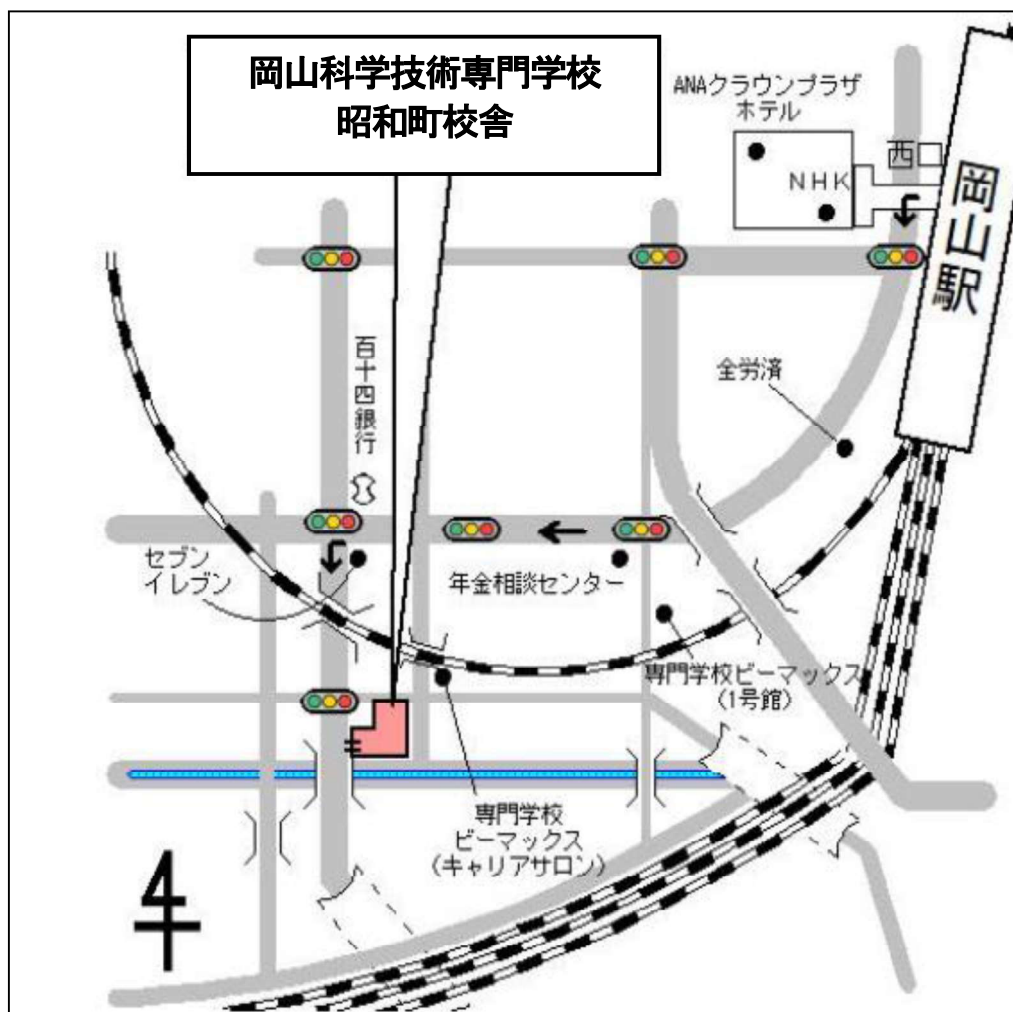 岡山科学技術専門学校
昭和町校舎
ANAクラウンプラザ
ホテル
西口
NHK
岡山駅
百十四銀行
全労済
セブン
イレブン
年金相談センター
専門学校ビーマックス
(1号館)
専門学校
ビーマックス
(キャリアサロン)